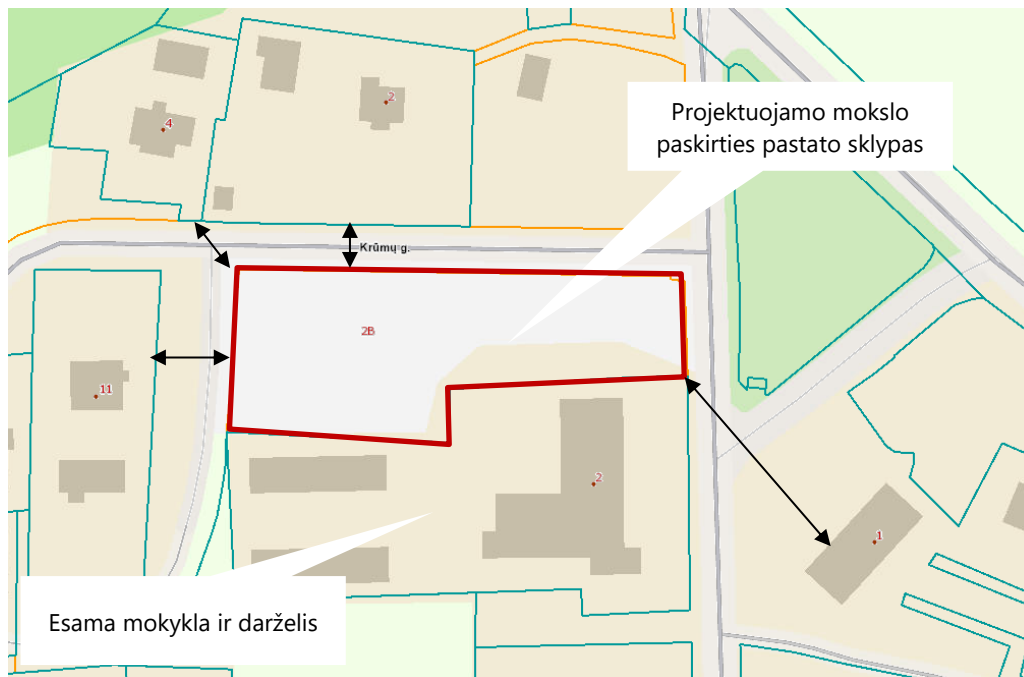 4
2
Projektuojamo mokslo
paskirties pastato sklypas
Krūmų g.
2B
11
2
1
Esama mokykla ir darželis